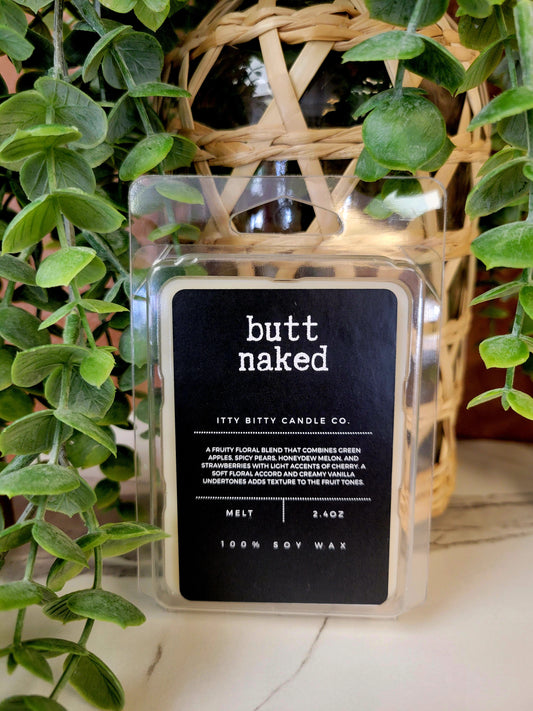 butt
naked
ITTY BITTY CANDLE CO.
A FRUITY FLORAL BLEND THAT COMBINES GREEN
APPLES, SPICY PEARS, HONEYDEW MELON, AND
STRAWBERRIES WITH LIGHT ACCENTS OF CHERRY. A
SOFT FLORAL ACCORD AND CREAMY VANILLA
UNDERTONES ADDS TEXTURE TO THE FRUIT TONES.
MELT 2.4OZ
100% SOY WAX